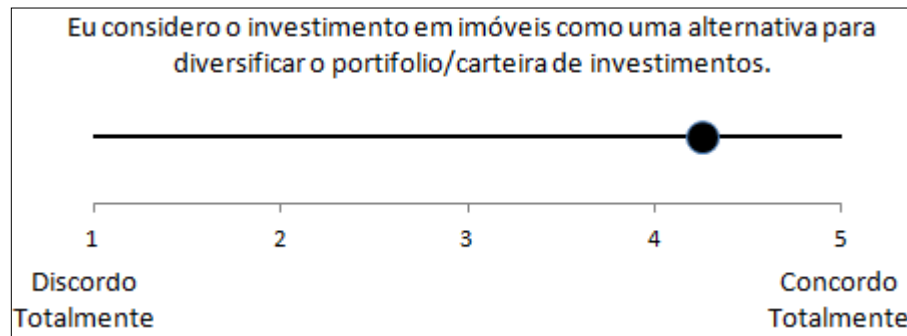 Eu considero o investimento em imóveis como uma alternativa para
diversificar o portifolio/carteira de investimentos.
1 2 3 4 5
Discordo Concordo
Totalmente Totalmente